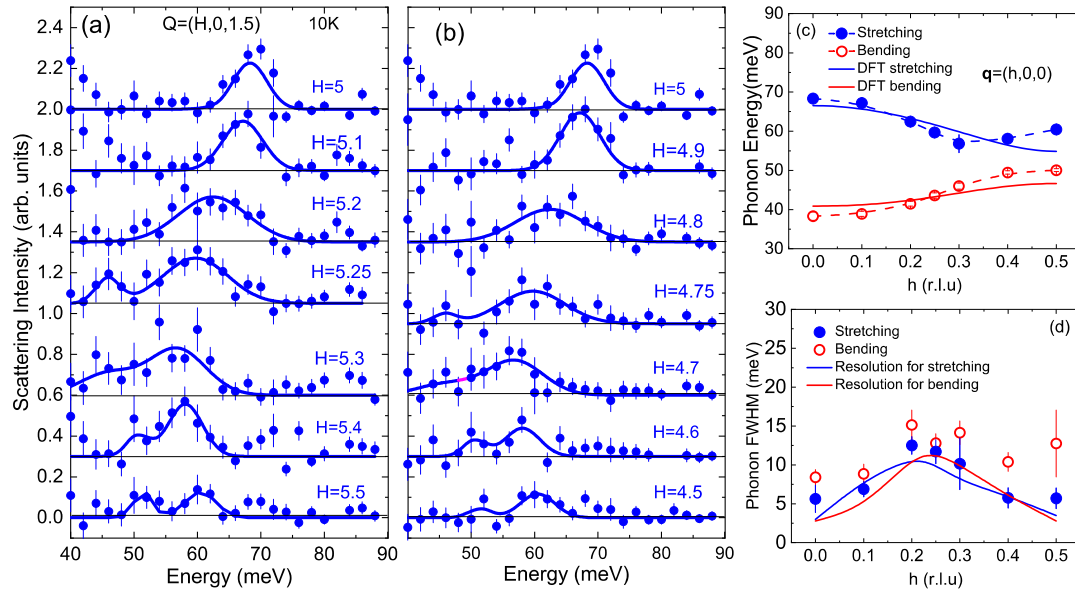 (a)
Q=(H,0,1.5)
10K
H=5
H=5.1
H=5.2
H=5.25
H=5.3
H=5.4
H=5.5
2.4
2.2
2.0
1.8
1.6
1.4
1.2
1.0
0.8
0.6
0.4
0.2
0.0
Scattering Intensity (arb. units)
40 50 60 70 80 90
Energy (meV)
(b)
H=5
H=4.9
H=4.8
H=4.75
H=4.7
H=4.6
H=4.5
40 50 60 70 80 90
Energy (meV)
(c)
Stretching
Bending
DFT stretching
DFT bending
q=(h,0,0)
90
80
70
60
50
40
30
Phonon Energy(meV)
0.0 0.1 0.2 0.3 0.4 0.5
h (r.l.u)
(d)
Stretching
Bending
Resolution for stretching
Resolution for bending
30
25
20
15
10
5
0
Phonon FWHM (meV)
0.0 0.1 0.2 0.3 0.4 0.5
h (r.l.u)